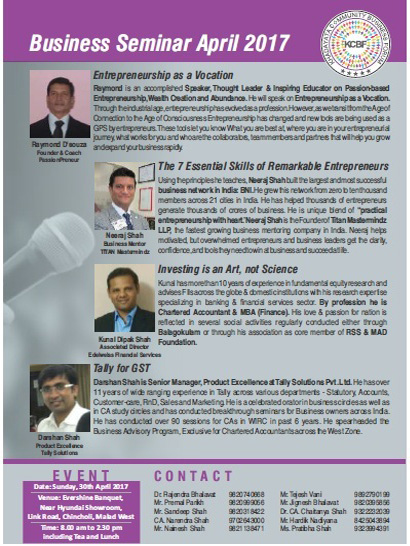 Business Seminar April 2017
KCBF
Entrepreneurship as a Vocation
Raymond is an accomplished Speaker, Thought Leader & Inspiring Educator on Passion-based
Entrepreneurship, Wealth Creation and Abundance. He will speak on Entrepreneurship as a Vocation.
Through the industrial age, entrepreneurship has evolved as a profession. However, as we transit from the Age of
Connection to the Age of Consciousness Entrepreneurship has changed and new tools are being used as a
GPS by entrepreneurs. These tools let you know What you are best at, where you are in your entrepreneurial
journey, what works for you and who are the collaborators, team members and partners that will help you grow
and expand your business rapidly.
Raymond D'souza
Founder & Coach
PassionPreneur
The 7 Essential Skills of Remarkable Entrepreneurs
Using the principles he teaches, Neeraj Shah built the largest and most successful
business network in India: BNI. He grew this network from zero to ten thousand
members across 21 cities in India. He has helped thousands of entrepreneurs
generate thousands of crores of business. He is unique blend of "practical
entrepreneurship with heart." Neeraj Shah is the Founder of Titan Mastermindz
LLP, the fastest growing business mentoring company in India. Neeraj helps
motivated, but overwhelmed entrepreneurs and business leaders get the clarity,
confidence, and tools they need to win at business and succeed at life.
Neeraj Shah
Business Mentor
TITAN Mastermindz
Investing is an Art, not Science
Kunal has more than 10 years of experience in fundamental equity research and
advises FIIs across the globe & domestic institutions with his research expertise
specializing in banking & financial services sector. By profession he is
Chartered Accountant & MBA (Finance). His love & passion for nation is
reflected in several social activities regularly conducted either through
Balagokulam or through his association as core member of RSS & MAD
Foundation.
Kunal Dipak Shah
Associated Director
Edelweiss Financial Services
Tally for GST
Darshan Shah is Senior Manager, Product Excellence at Tally Solutions Pvt. Ltd. He has over
11 years of wide ranging experience in Tally across various departments - Statutory, Accounts,
Customer-care, RnD, Sales and Marketing. He is a celebrated orator in business circles as well as
in CA study circles and has conducted breakthrough seminars for Business owners across India.
He has conducted over 90 sessions for CAs in WIRC in past 6 years. He spearheaded the
Business Advisory Program, Exclusive for Chartered Accountants across the West Zone.
Darshan Shah
Product Excellence
Tally Solutions
EVENT
Date: Sunday, 30th April 2017
Venue: Evershine Banquet,
Near Hyundai Showroom,
Link Road, Chincholi, Malad West
Time: 8.00 am to 2.30 pm
including Tea and Lunch
CONTACT
Dr. Rajendra Bhalavat 9820740668
Mr. Premal Parikh
Mr. Sandeep Shah 9820318422
CA. Narendra Shah 9702643000
Mr. Naimesh Shah 9821138471
Mr. Tejesh Vani 9892790199
Mr. Jignesh Bhalavat
Dr. CA. Chaitanya Shah 9322232039
Mr. Hardik Nadiyana 8425043894
Ms. Pratibha Shah 9323994391